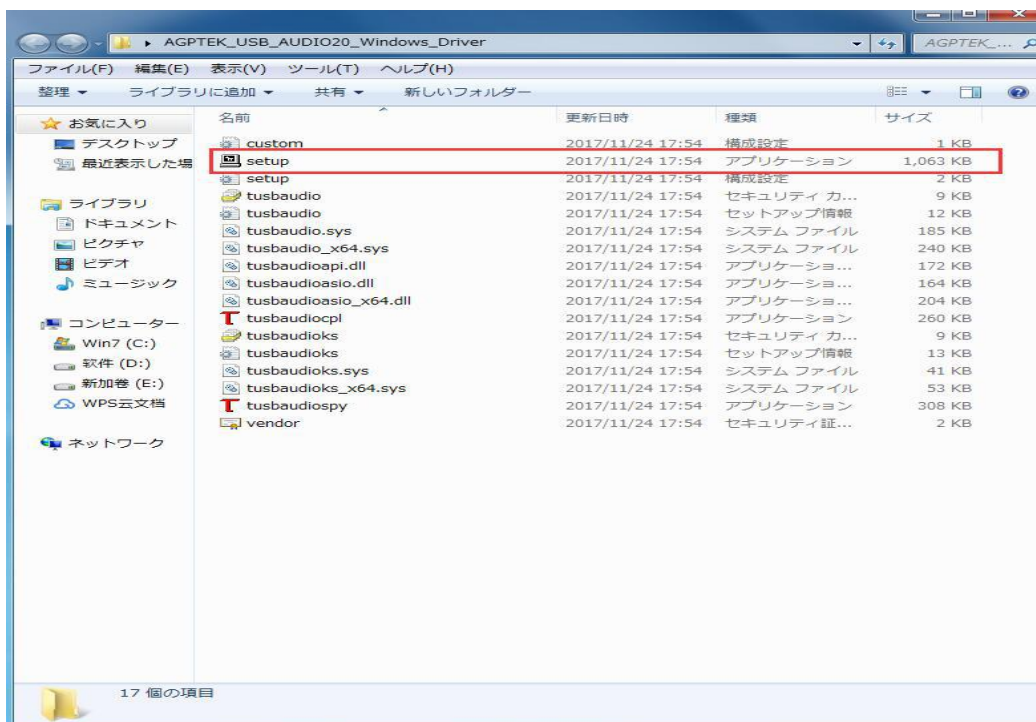 AGPTEK_USB_AUDIO20_Windows_Driver
AGPTEK_...
ファイル(F) 編集(E) 表示(V) ツール(T) ヘルプ(H)
整理 ライブラリに追加 共有 新しいフォルダー
お気に入り
デスクトップ
最近表示した場
ライブラリ
ドキュメント
ピクチャ
ビデオ
ミュージック
コンピューター
Win7 (C:)
软件 (D:)
新加卷 (E:)
WPS云文档
ネットワーク
名前 更新日時 種類 サイズ
custom 2017/11/24 17:54 構成設定 1 KB
setup 2017/11/24 17:54 アプリケーション 1,063 KB
setup 2017/11/24 17:54 構成設定 2 KB
tusbaudio 2017/11/24 17:54 セキュリティ カ... 9 KB
tusbaudio 2017/11/24 17:54 セットアップ情報 12 KB
tusbaudio.sys 2017/11/24 17:54 システム ファイル 185 KB
tusbaudio_x64.sys 2017/11/24 17:54 システム ファイル 240 KB
tusbaudioapi.dll 2017/11/24 17:54 アプリケーショ... 172 KB
tusbaudioasio.dll 2017/11/24 17:54 アプリケーショ... 164 KB
tusbaudioasio_x64.dll 2017/11/24 17:54 アプリケーショ... 204 KB
tusbaudiocpl 2017/11/24 17:54 アプリケーション 260 KB
tusbaudioks 2017/11/24 17:54 セキュリティ カ... 9 KB
tusbaudioks 2017/11/24 17:54 セットアップ情報 13 KB
tusbaudioks.sys 2017/11/24 17:54 システム ファイル 41 KB
tusbaudioks_x64.sys 2017/11/24 17:54 システム ファイル 53 KB
tusbaudiospy 2017/11/24 17:54 アプリケーション 308 KB
vendor 2017/11/24 17:54 セキュリティ証... 2 KB
17 個の項目